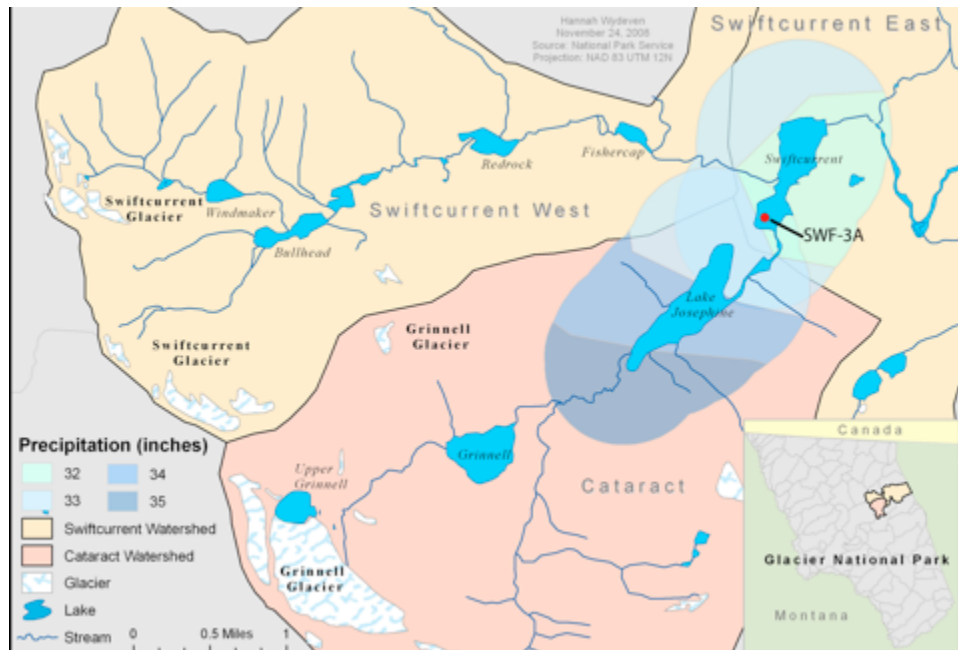 Hannah Wydeven
November 24, 2008
Source: National Park Service
Projection: NAD 83 UTM 12N
Swiftcurrent East
Redrock
Fishercap
Swiftcurrent
Swiftcurrent
Glacier
Windmaker
Swiftcurrent West
SWF-3A
Bullhead
Lake
Josephine
Grinnell
Glacier
Swiftcurrent
Glacier
Precipitation (inches)
32
34
33
35
Swiftcurrent Watershed
Cataract Watershed
Glacier
Lake
Stream
0
0.5 Miles
1
Upper
Grinnell
Grinnell
Cataract
Grinnell
Glacier
Canada
Glacier National Park
Montana